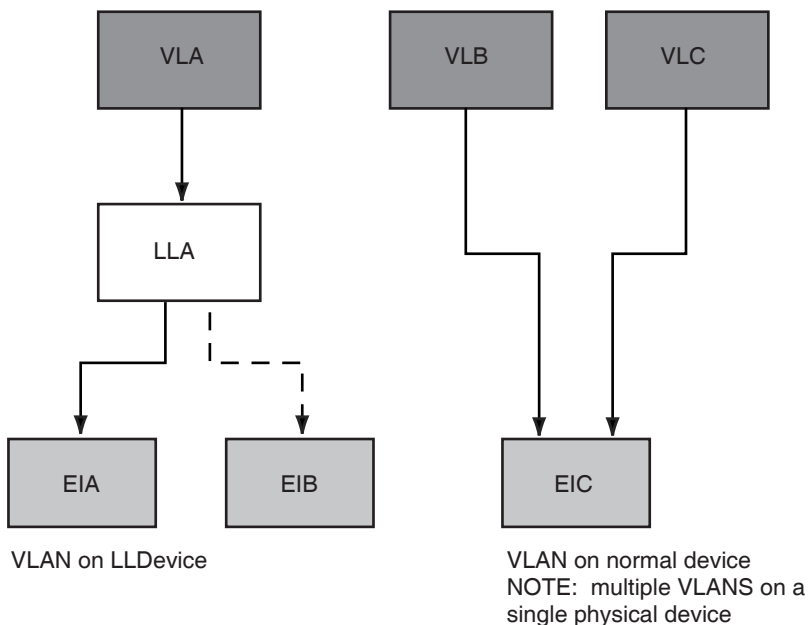 VLA
VLB
VLC
LLA
EIA
EIB
EIC
VLAN on LLDevice
VLAN on normal device
NOTE: multiple VLANS on a
single physical device